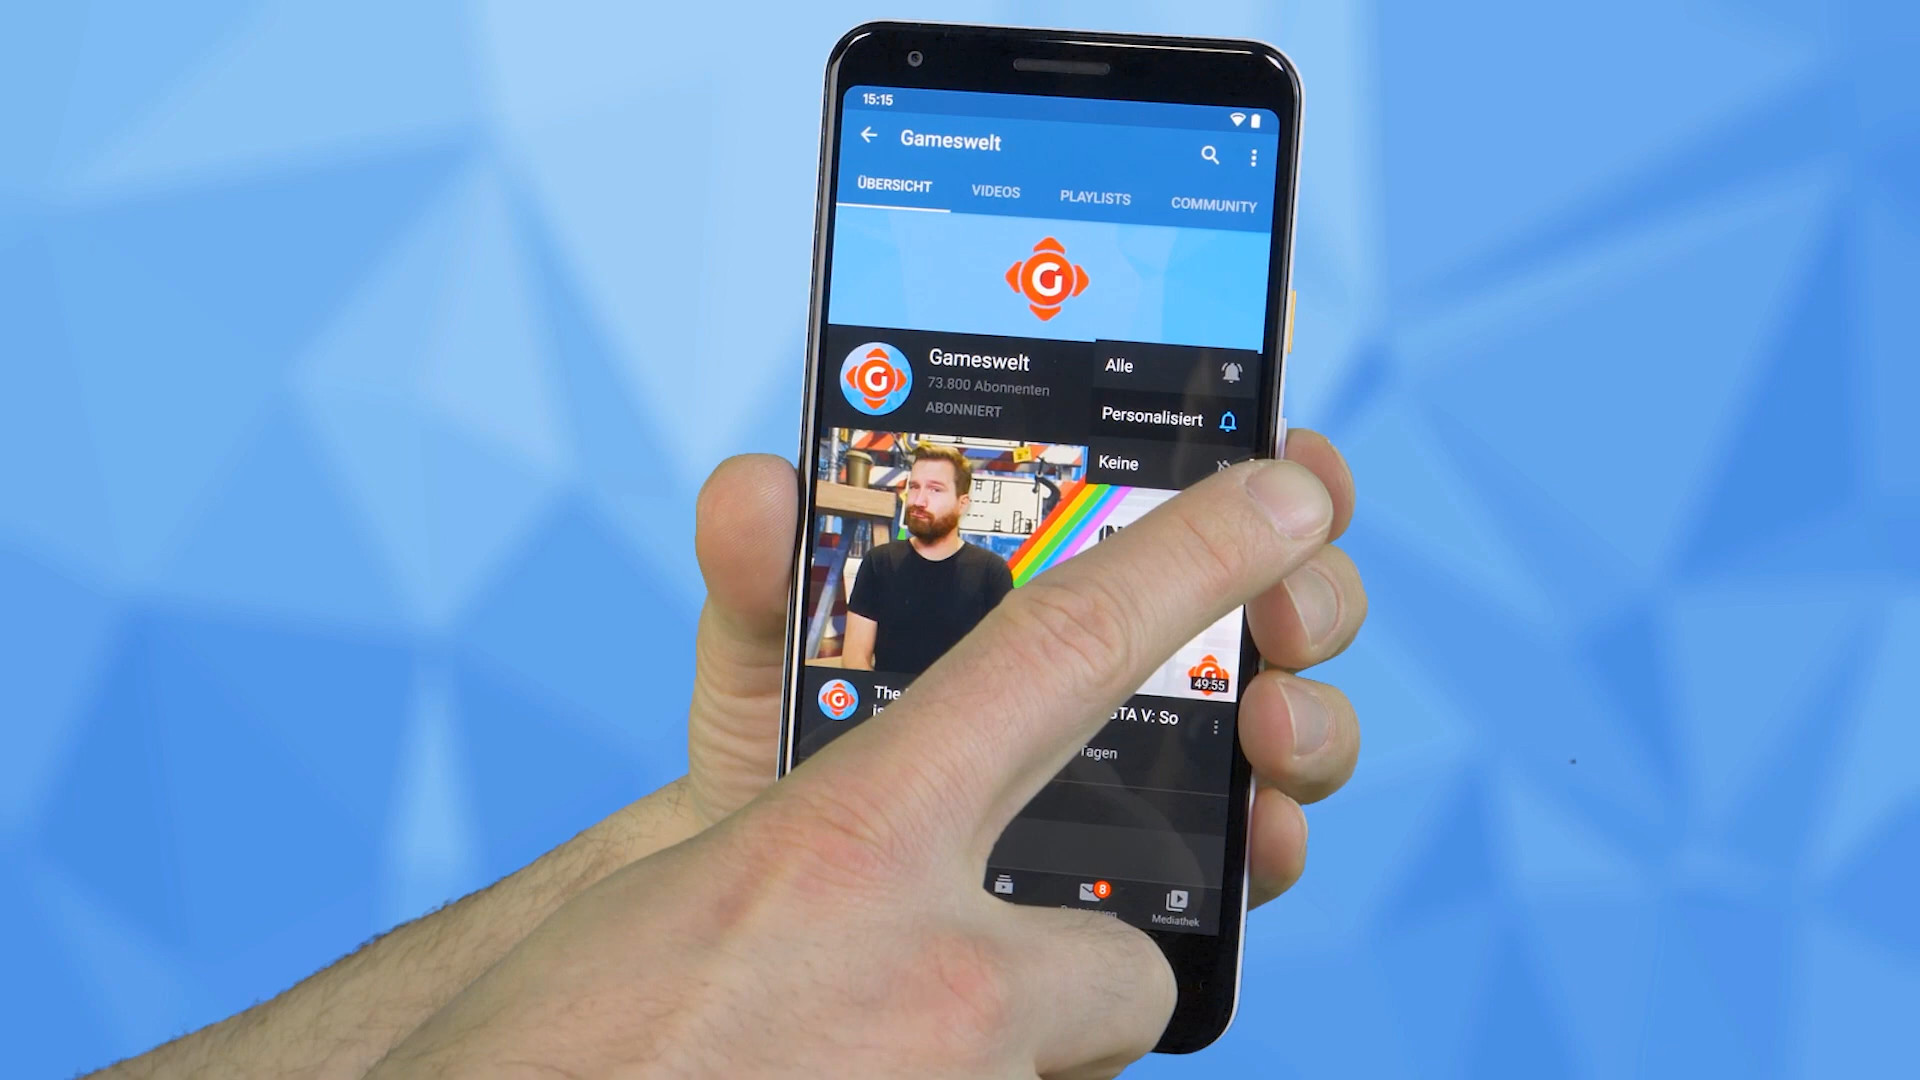 15:15
Gameswelt
ÜBERSICHT VIDEOS PLAYLISTS COMMUNITY
G
Gameswelt
73.800 Abonnenten
ABONNIERT
Alle
Personalisiert
Keine
G
49:55
G
The
GTA V: So
Tagen
8
Mediathek